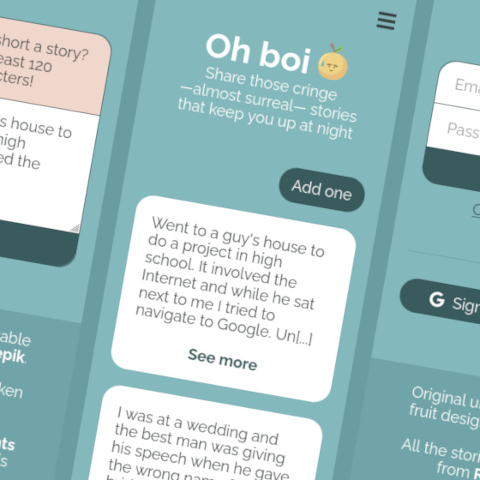 short a story?
east 120
cters!
's house to
high
ed the
able
epik.
ken
ts
s
Oh boi
Share those cringe
—almost surreal— stories
that keep you up at night
Add one
Went to a guy's house to
do a project in high
school. It involved the
Internet and while he sat
next to me I tried to
navigate to Google. Un[...]
See more
I was at a wedding and
the best man was giving
his speech when he gave
the wrong name
Ema
Pass
G Sign
Original u
fruit desig
All the stori
from R